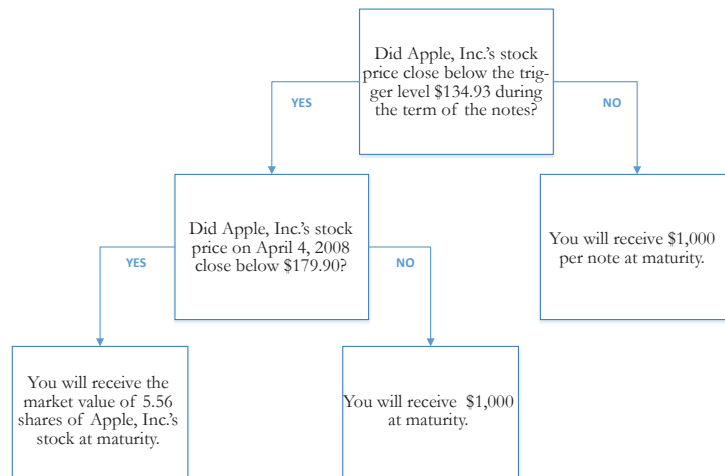 Did Apple, Inc.'s stock
price close below the trig-
ger level $134.93 during
the term of the notes?
YES
NO
Did Apple, Inc.'s stock
price on April 4, 2008
close below $179.90?
You will receive $1,000
per note at maturity.
YES
NO
You will receive the
market value of 5.56
shares of Apple, Inc.'s
stock at maturity.
You will receive $1,000
at maturity.